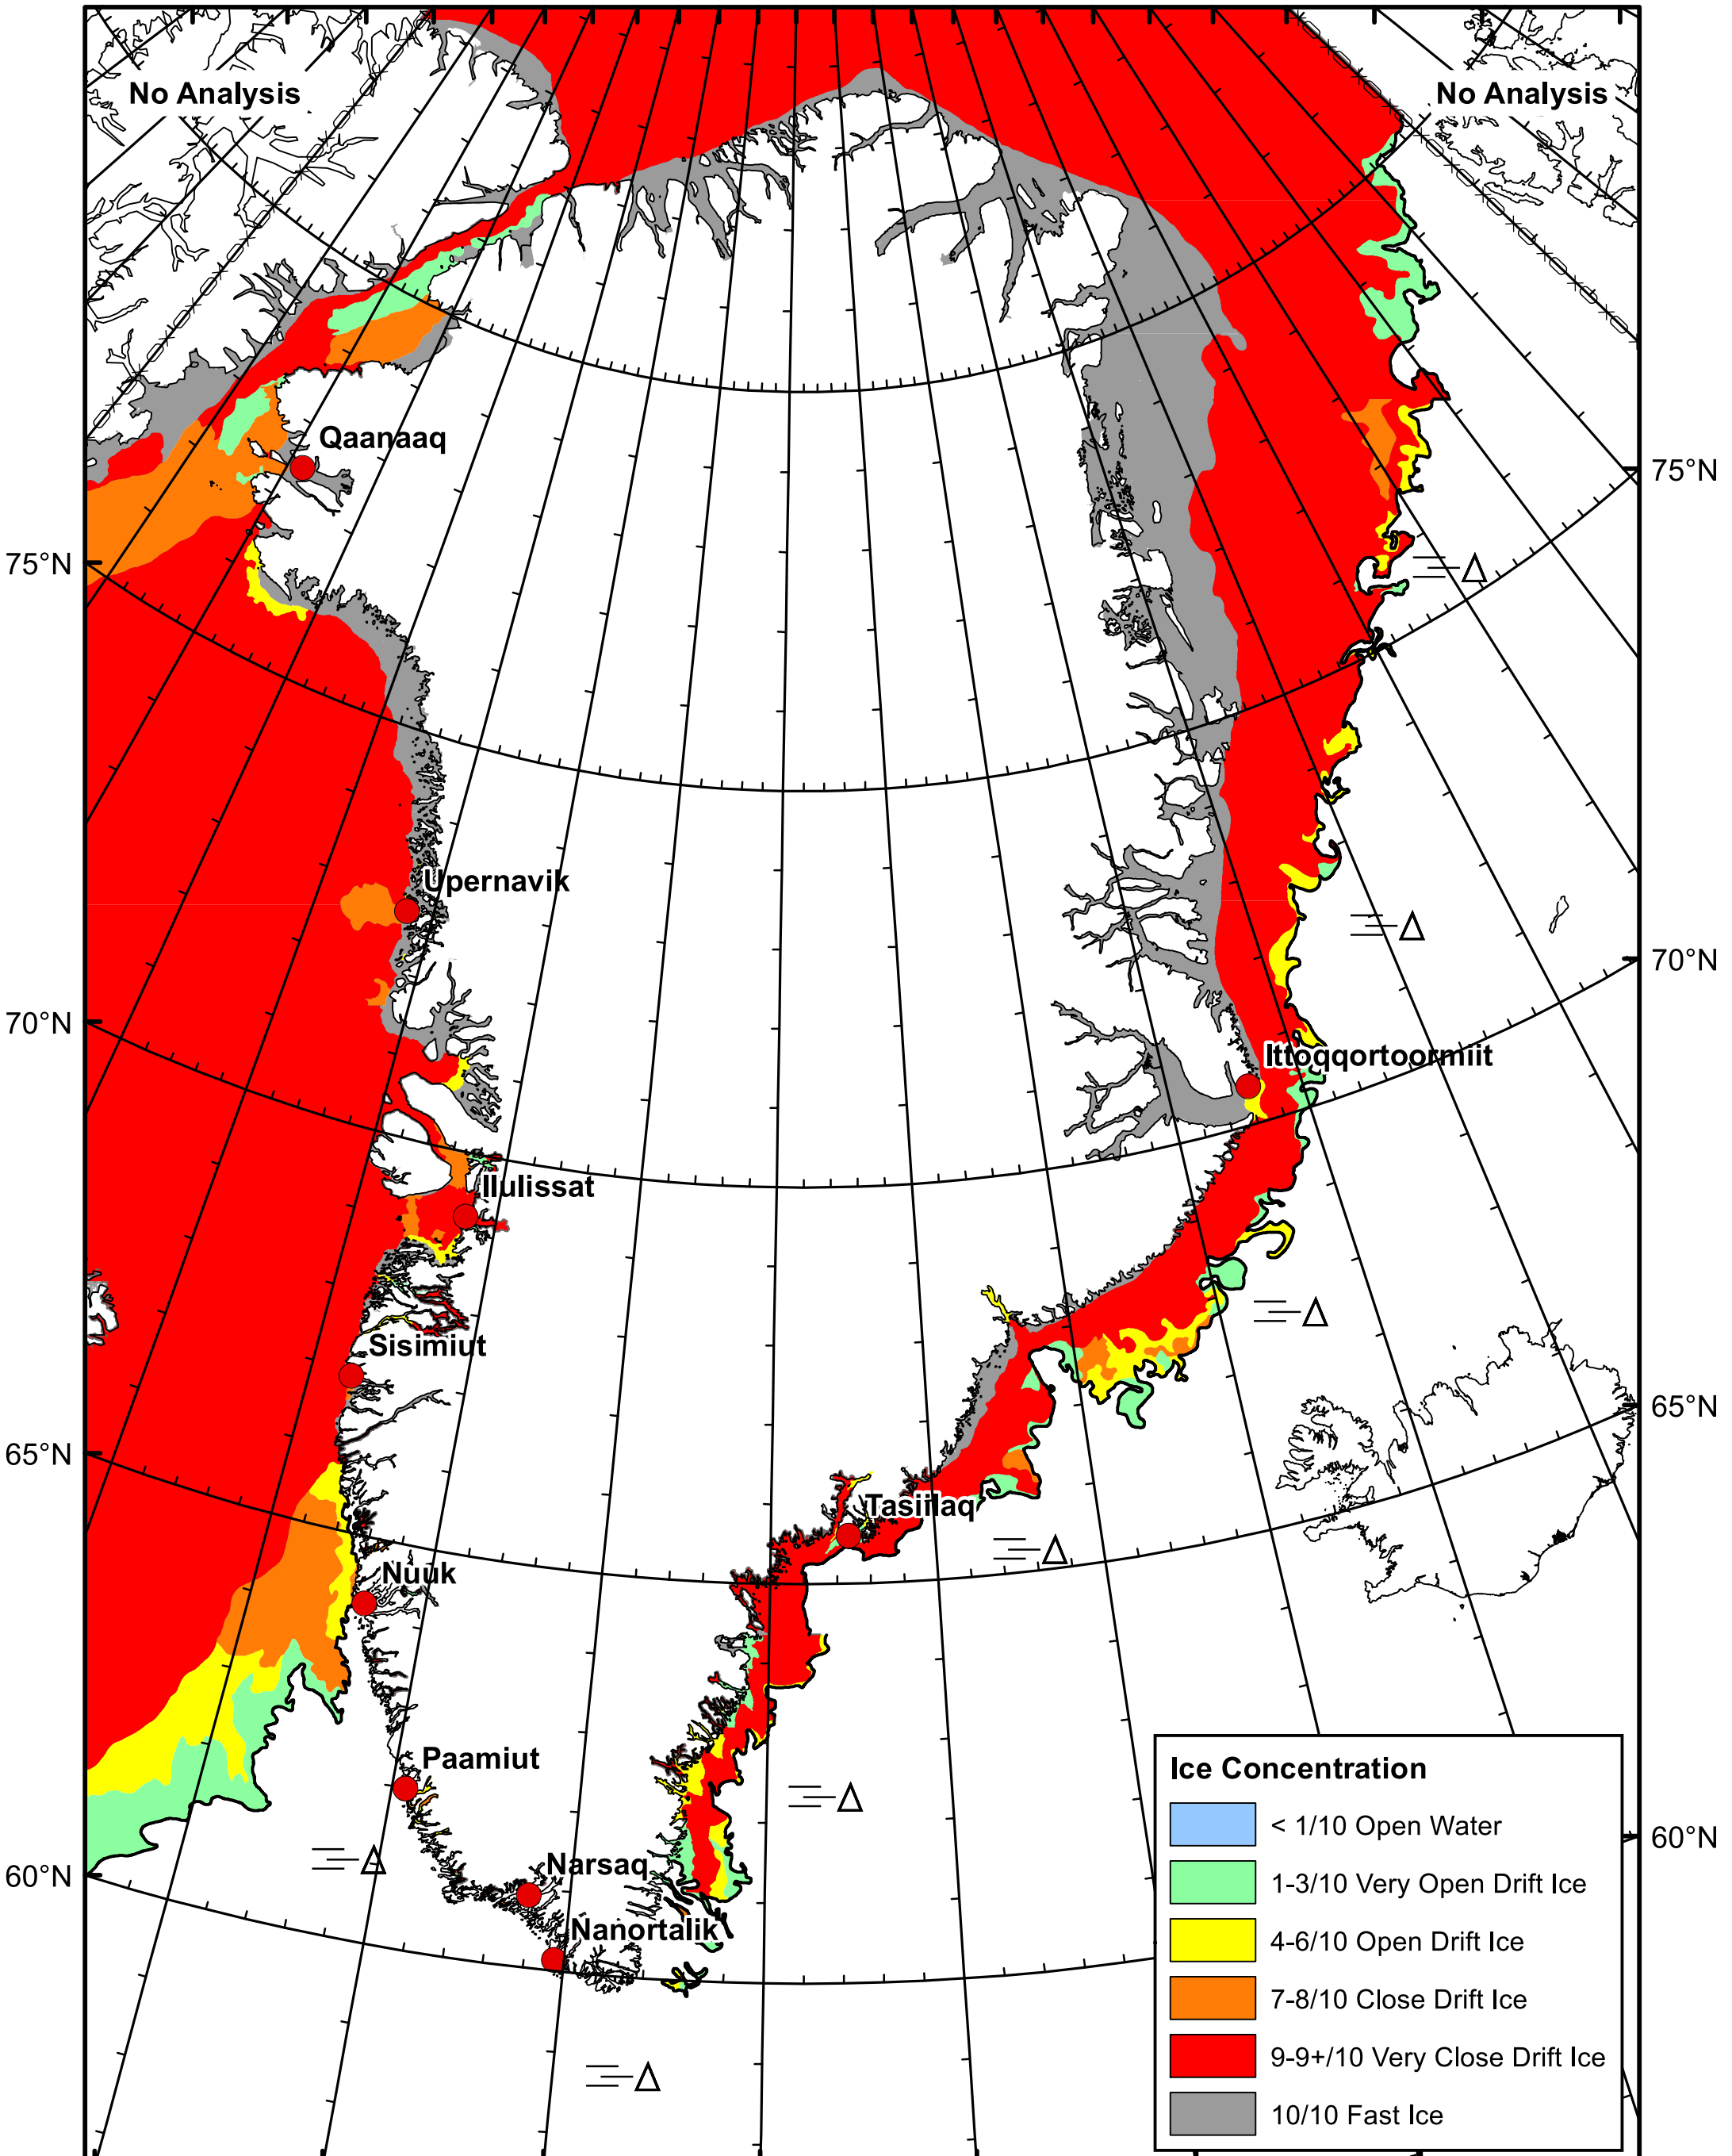 No Analysis
No Analysis
Qaanaaq
75°N
75°N
Upernavik
70°N
70°N
Ittoqqortoormiit
Ilulissat
Sisimiut
65°N
65°N
Tasiilaq
Nuuk
Paamiut
60°N
60°N
Narsaq
Nanortalik
Ice Concentration
< 1/10 Open Water
1-3/10 Very Open Drift Ice
4-6/10 Open Drift Ice
7-8/10 Close Drift Ice
9-9+/10 Very Close Drift Ice
10/10 Fast Ice